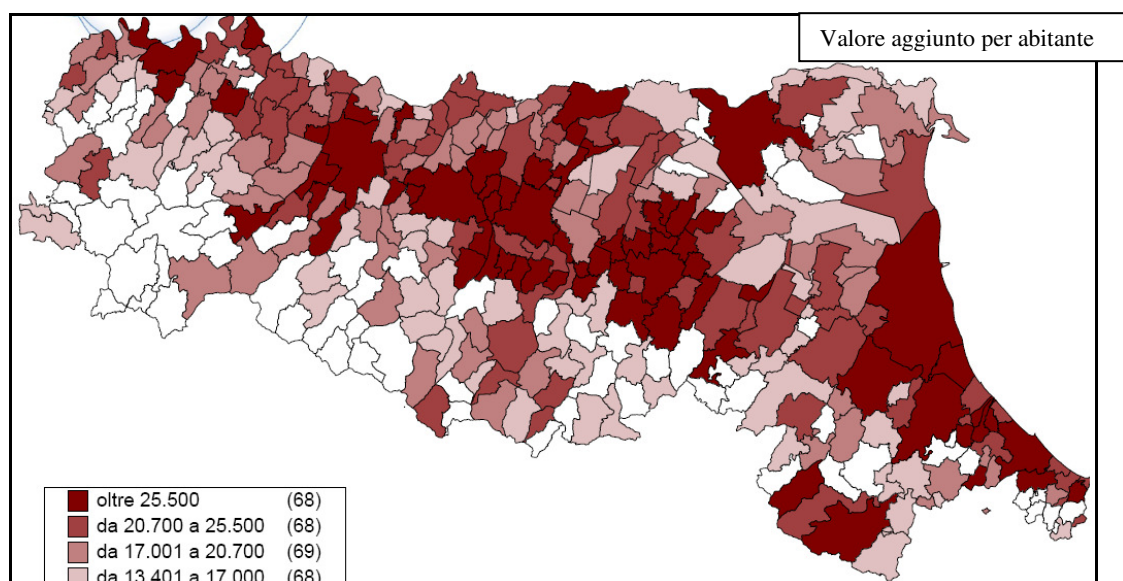 Valore aggiunto per abitante
oltre 25.500 (68)
da 20.700 a 25.500 (68)
da 17.001 a 20.700 (69)
da 13.401 a 17.000 (68)